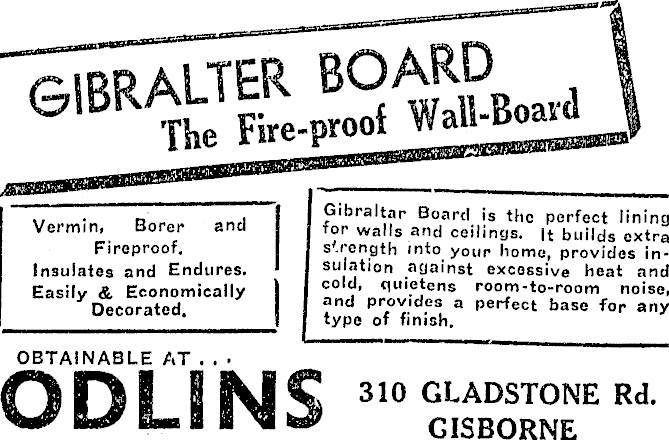 GIBRALTER BOARD
The Fire-proof Wall-Board
Vermin, Borer and
Fireproof.
Insulates and Endures.
Easily & Economically
Decorated.
Gibraltar Board is the perfect lining
for walls and ceilings. It builds extra
strength into your home, provides in-
sulation against excessive heat and
cold, quietens room-to-room noise,
and provides a perfect base for any
type of finish.
OBTAINABLE AT ...
ODLINS
310 GLADSTONE Rd.
GISBORNE